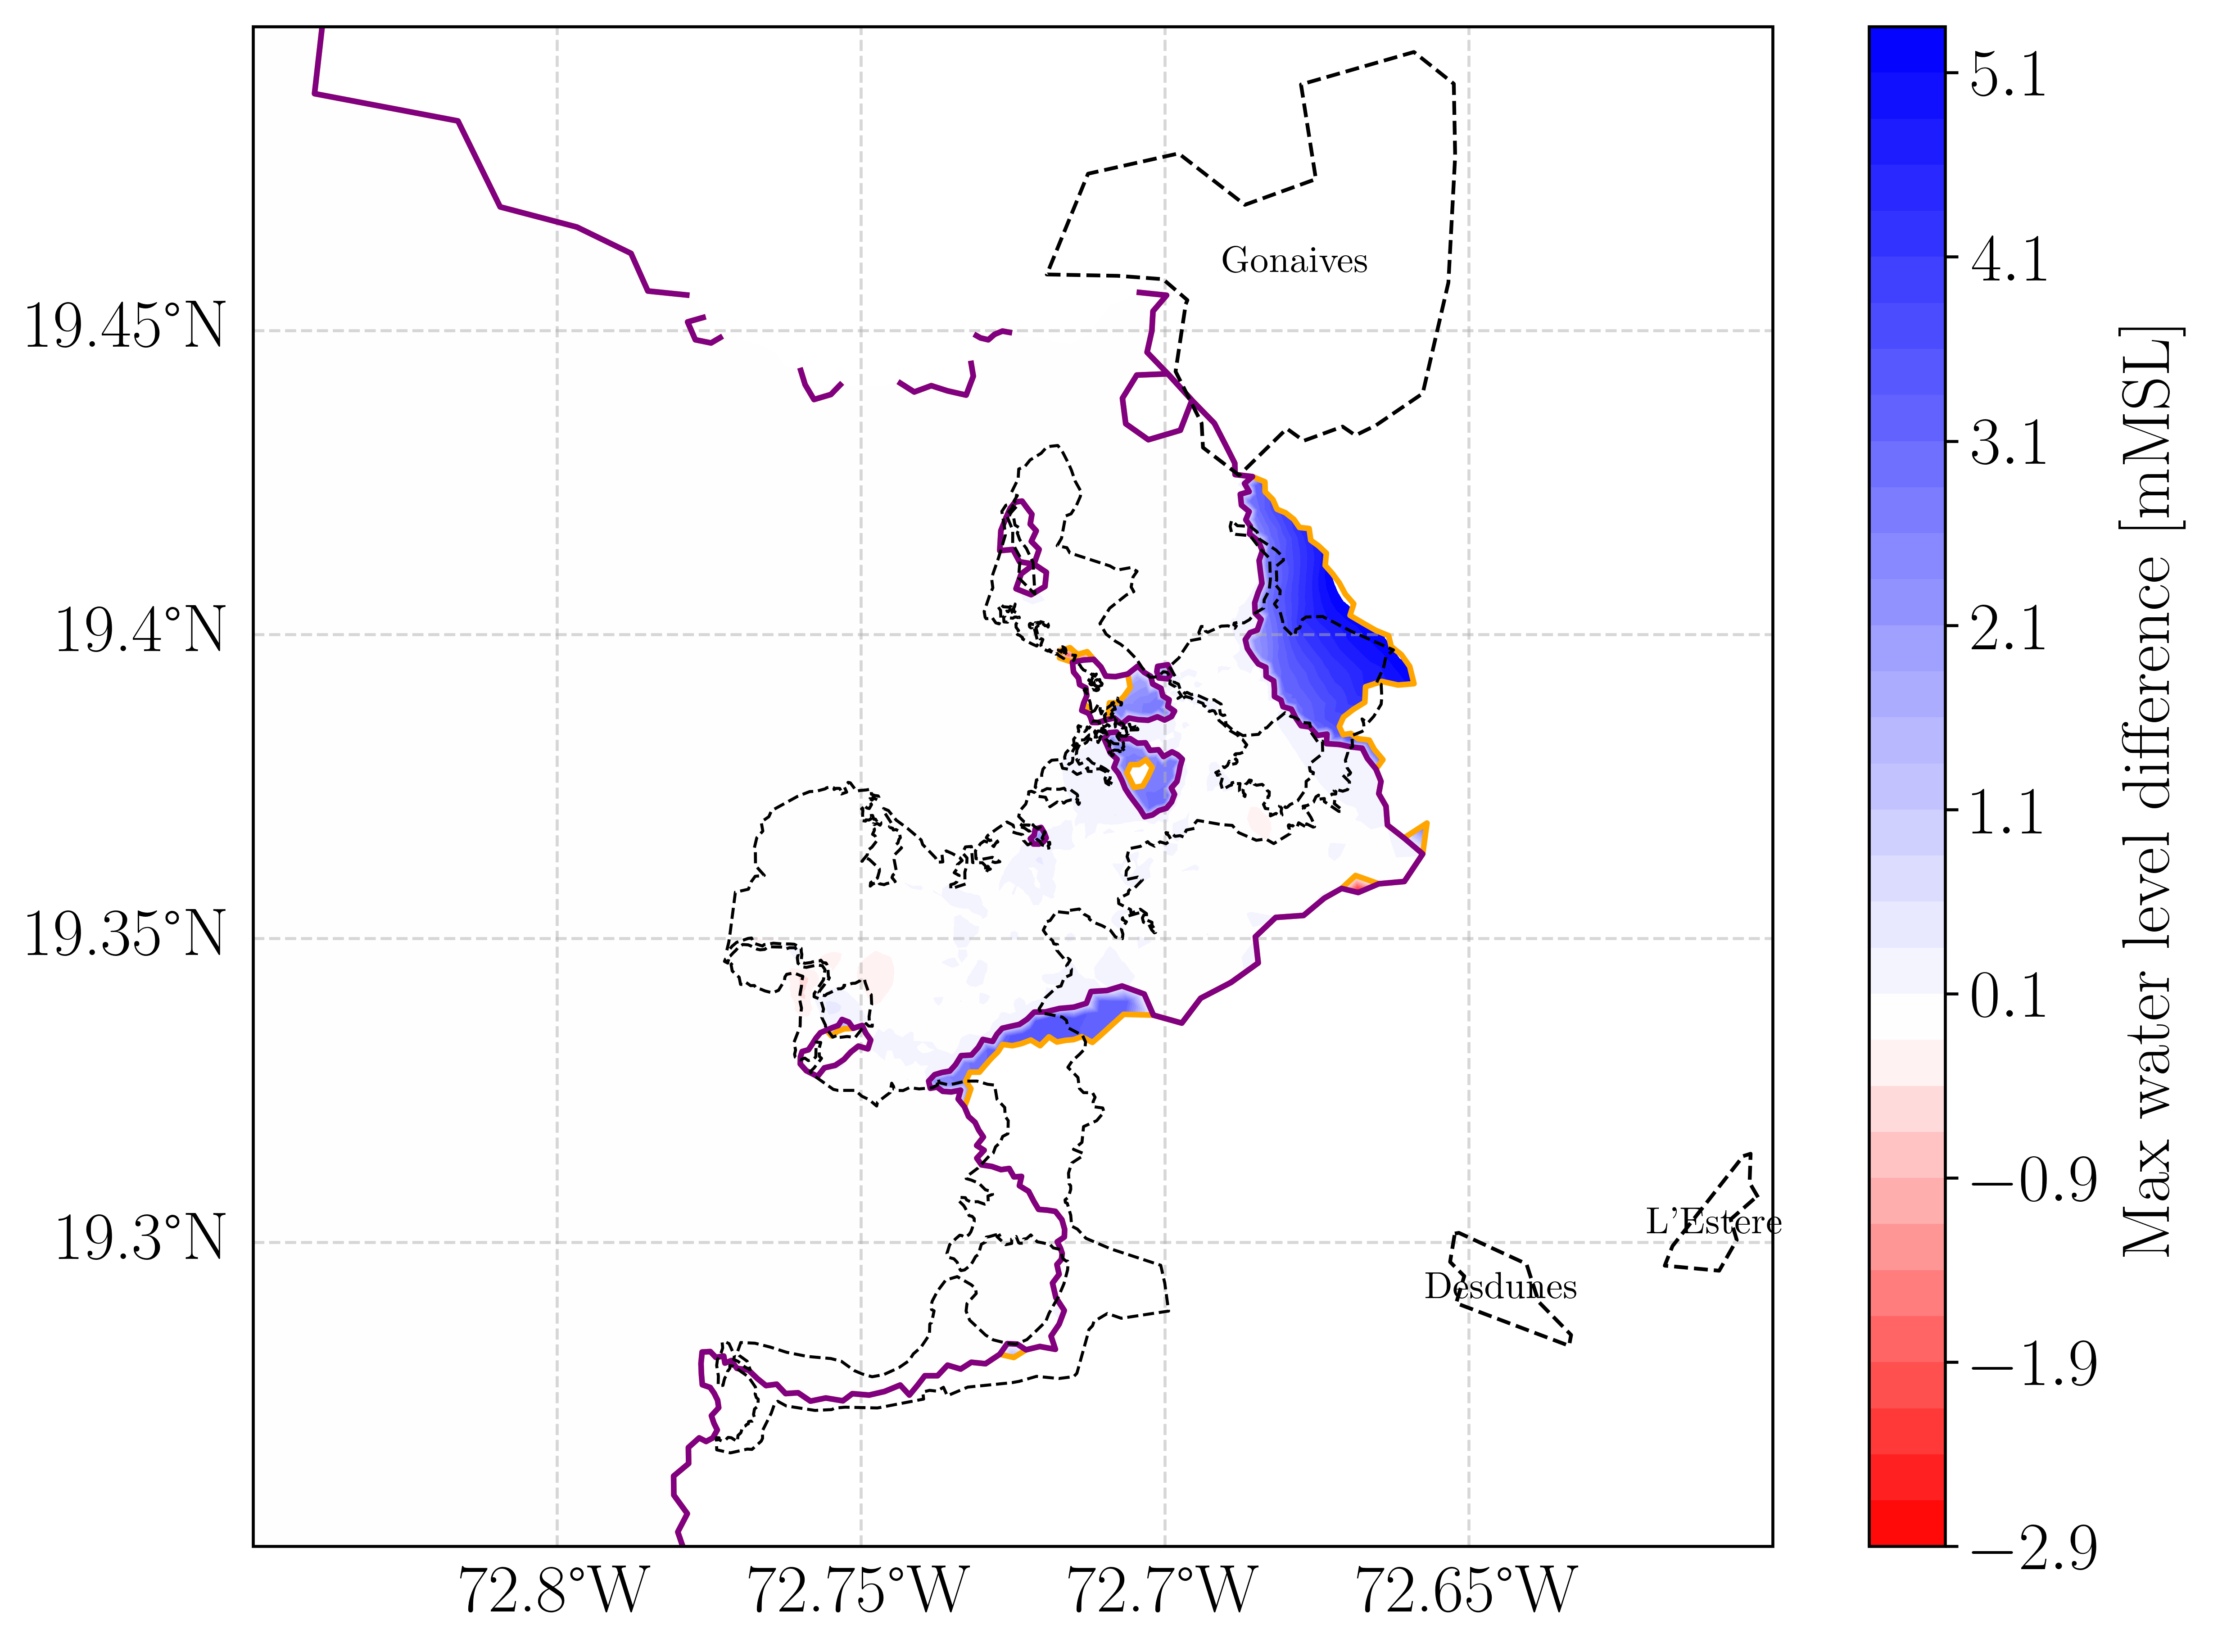 Gonaives
L'Estere
Desdunes
19.45°N
19.4°N
19.35°N
19.3°N
72.8°W
72.75°W
72.7°W
72.65°W
5.1
4.1
3.1
2.1
1.1
0.1
−0.9
−1.9
−2.9
Max water level difference [mMSL]